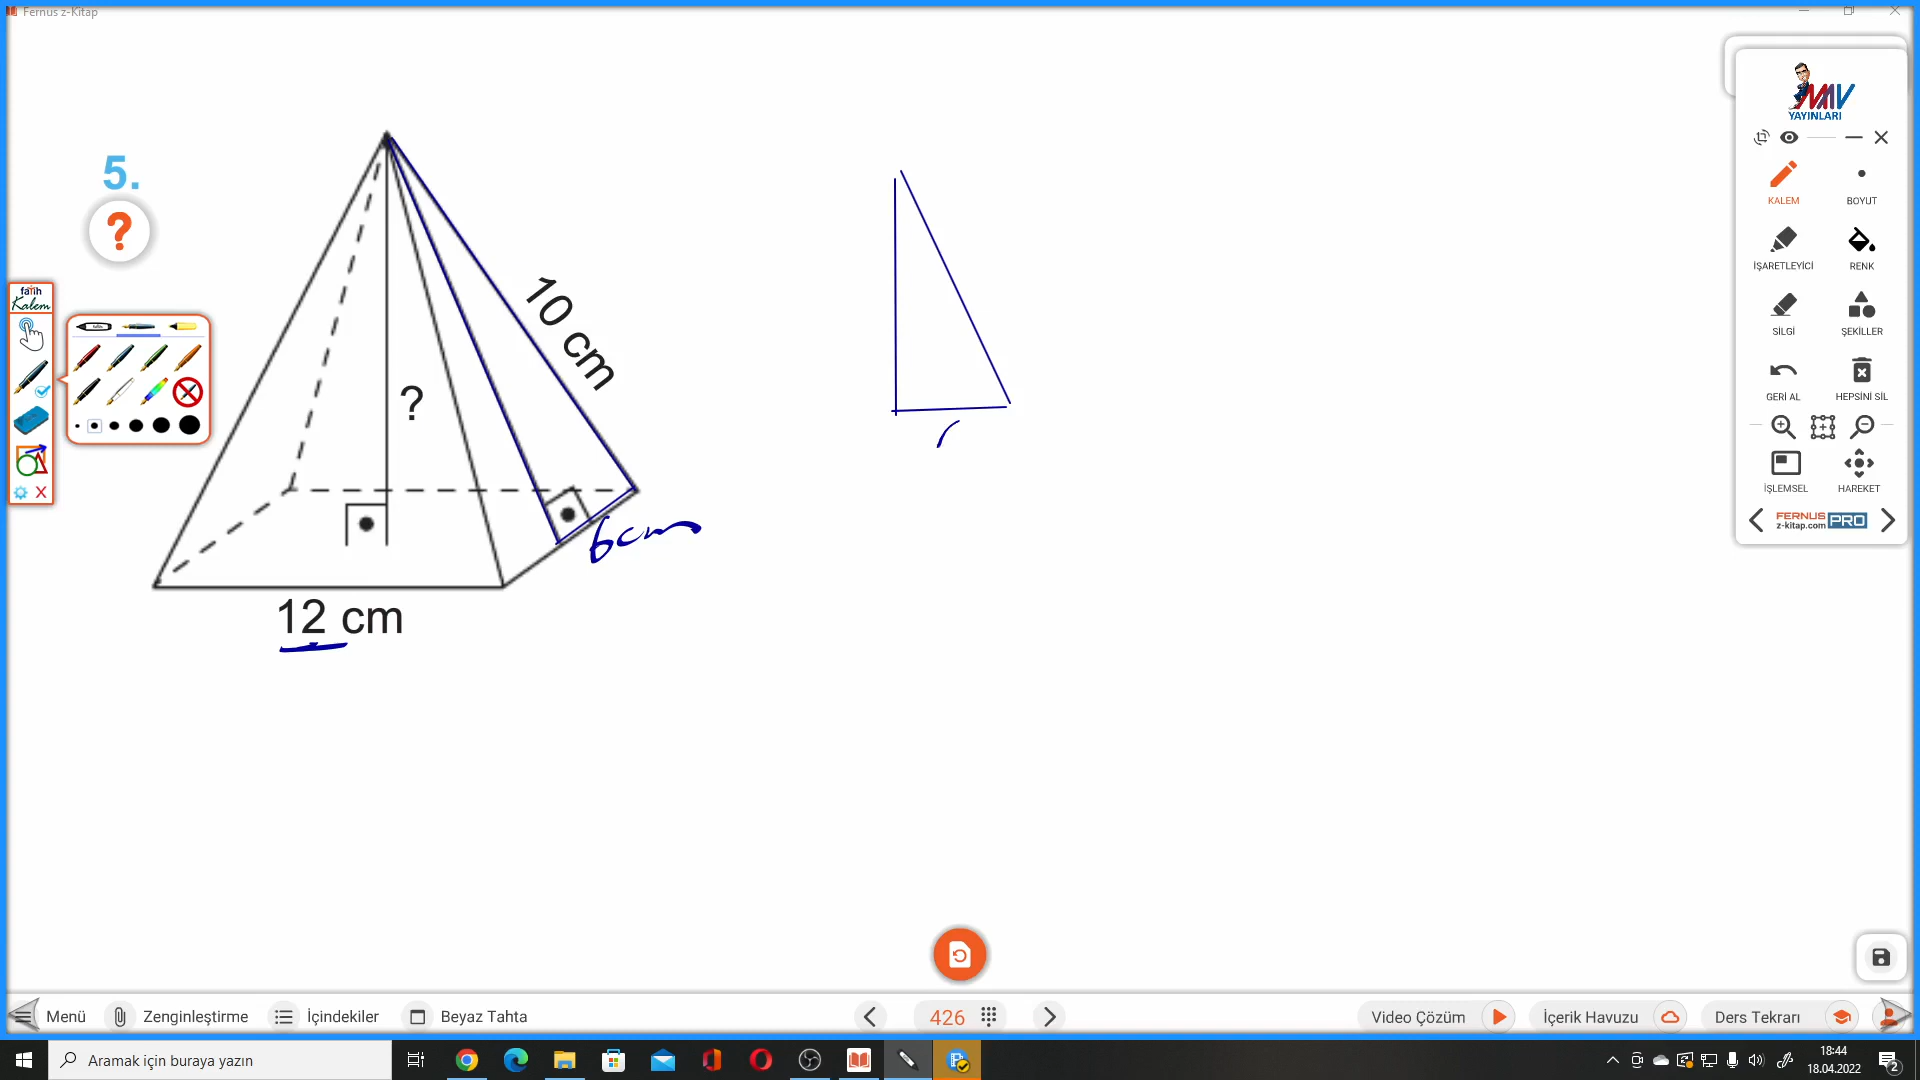 Fernus z-Kitap
5.
?
10 cm
?
6cm
12 cm
fatih
Kalem
MAV
YAYINLARI
KALEM
BOYUT
İŞARETLEYİCİ
RENK
SİLGİ
ŞEKİLLER
GERİ AL
HEPSİNİ SİL
İŞLEMSEL
HAREKET
FERNUS
z-kitap.com PRO
Menü
Zenginleştirme
İçindekiler
Beyaz Tahta
426
Video Çözüm
İçerik Havuzu
Ders Tekrarı
Aramak için buraya yazın
18:44
18.04.2022
2